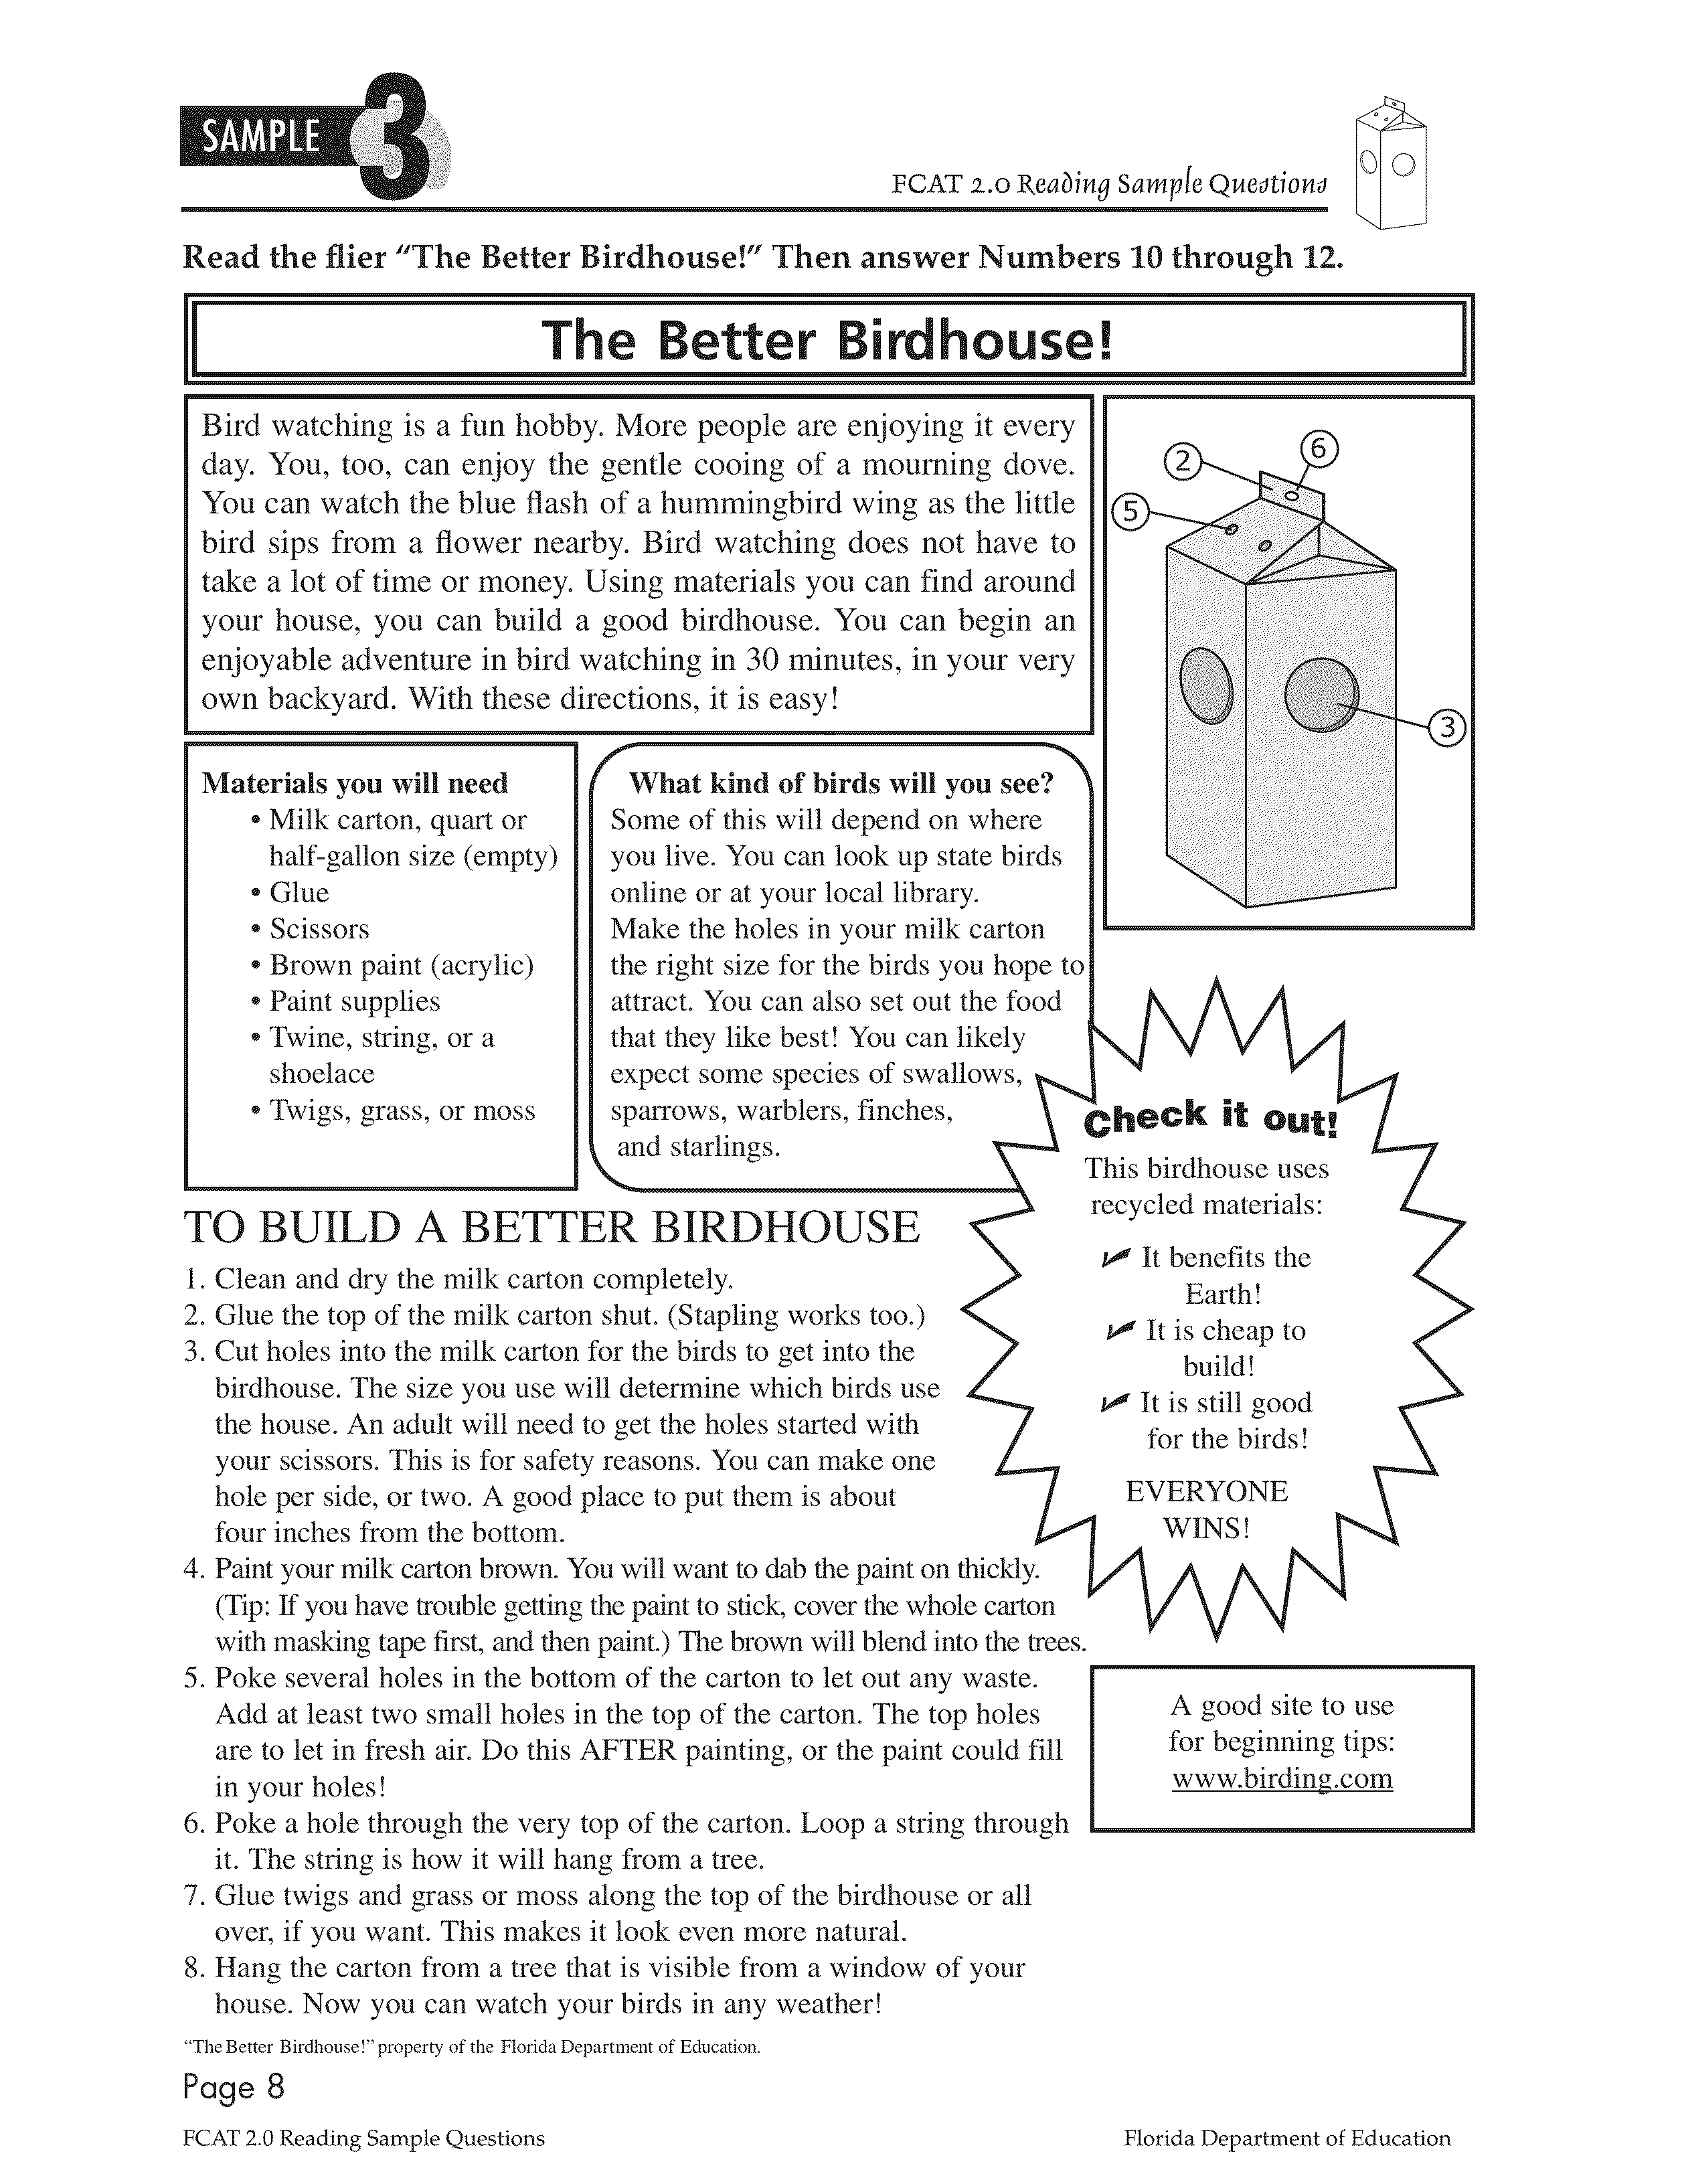 SAMPLE 3
FCAT 2.0 Reading Sample Questions
Read the flier “The Better Birdhouse!” Then answer Numbers 10 through 12.
The Better Birdhouse!
Bird watching is a fun hobby. More people are enjoying it every
day. You, too, can enjoy the gentle cooing of a mourning dove.
You can watch the blue flash of a hummingbird wing as the little
bird sips from a flower nearby. Bird watching does not have to
take a lot of time or money. Using materials you can find around
your house, you can build a good birdhouse. You can begin an
enjoyable adventure in bird watching in 30 minutes, in your very
own backyard. With these directions, it is easy!
2
6
5
3
Materials you will need
• Milk carton, quart or
half-gallon size (empty)
• Glue
• Scissors
• Brown paint (acrylic)
• Paint supplies
• Twine, string, or a
shoelace
• Twigs, grass, or moss
What kind of birds will you see?
Some of this will depend on where
you live. You can look up state birds
online or at your local library.
Make the holes in your milk carton
the right size for the birds you hope to
attract. You can also set out the food
that they like best! You can likely
expect some species of swallows,
sparrows, warblers, finches,
and starlings.
Check it out!
This birdhouse uses
recycled materials:
✔ It benefits the
Earth!
✔ It is cheap to
build!
✔ It is still good
for the birds!
EVERYONE
WINS!
TO BUILD A BETTER BIRDHOUSE
1. Clean and dry the milk carton completely.
2. Glue the top of the milk carton shut. (Stapling works too.)
3. Cut holes into the milk carton for the birds to get into the
birdhouse. The size you use will determine which birds use
the house. An adult will need to get the holes started with
your scissors. This is for safety reasons. You can make one
hole per side, or two. A good place to put them is about
four inches from the bottom.
4. Paint your milk carton brown. You will want to dab the paint on thickly.
(Tip: If you have trouble getting the paint to stick, cover the whole carton
with masking tape first, and then paint.) The brown will blend into the trees.
5. Poke several holes in the bottom of the carton to let out any waste.
Add at least two small holes in the top of the carton. The top holes
are to let in fresh air. Do this AFTER painting, or the paint could fill
in your holes!
6. Poke a hole through the very top of the carton. Loop a string through
it. The string is how it will hang from a tree.
7. Glue twigs and grass or moss along the top of the birdhouse or all
over, if you want. This makes it look even more natural.
8. Hang the carton from a tree that is visible from a window of your
house. Now you can watch your birds in any weather!
A good site to use
for beginning tips:
www.birding.com
“The Better Birdhouse!” property of the Florida Department of Education.
Page 8
FCAT 2.0 Reading Sample Questions
Florida Department of Education